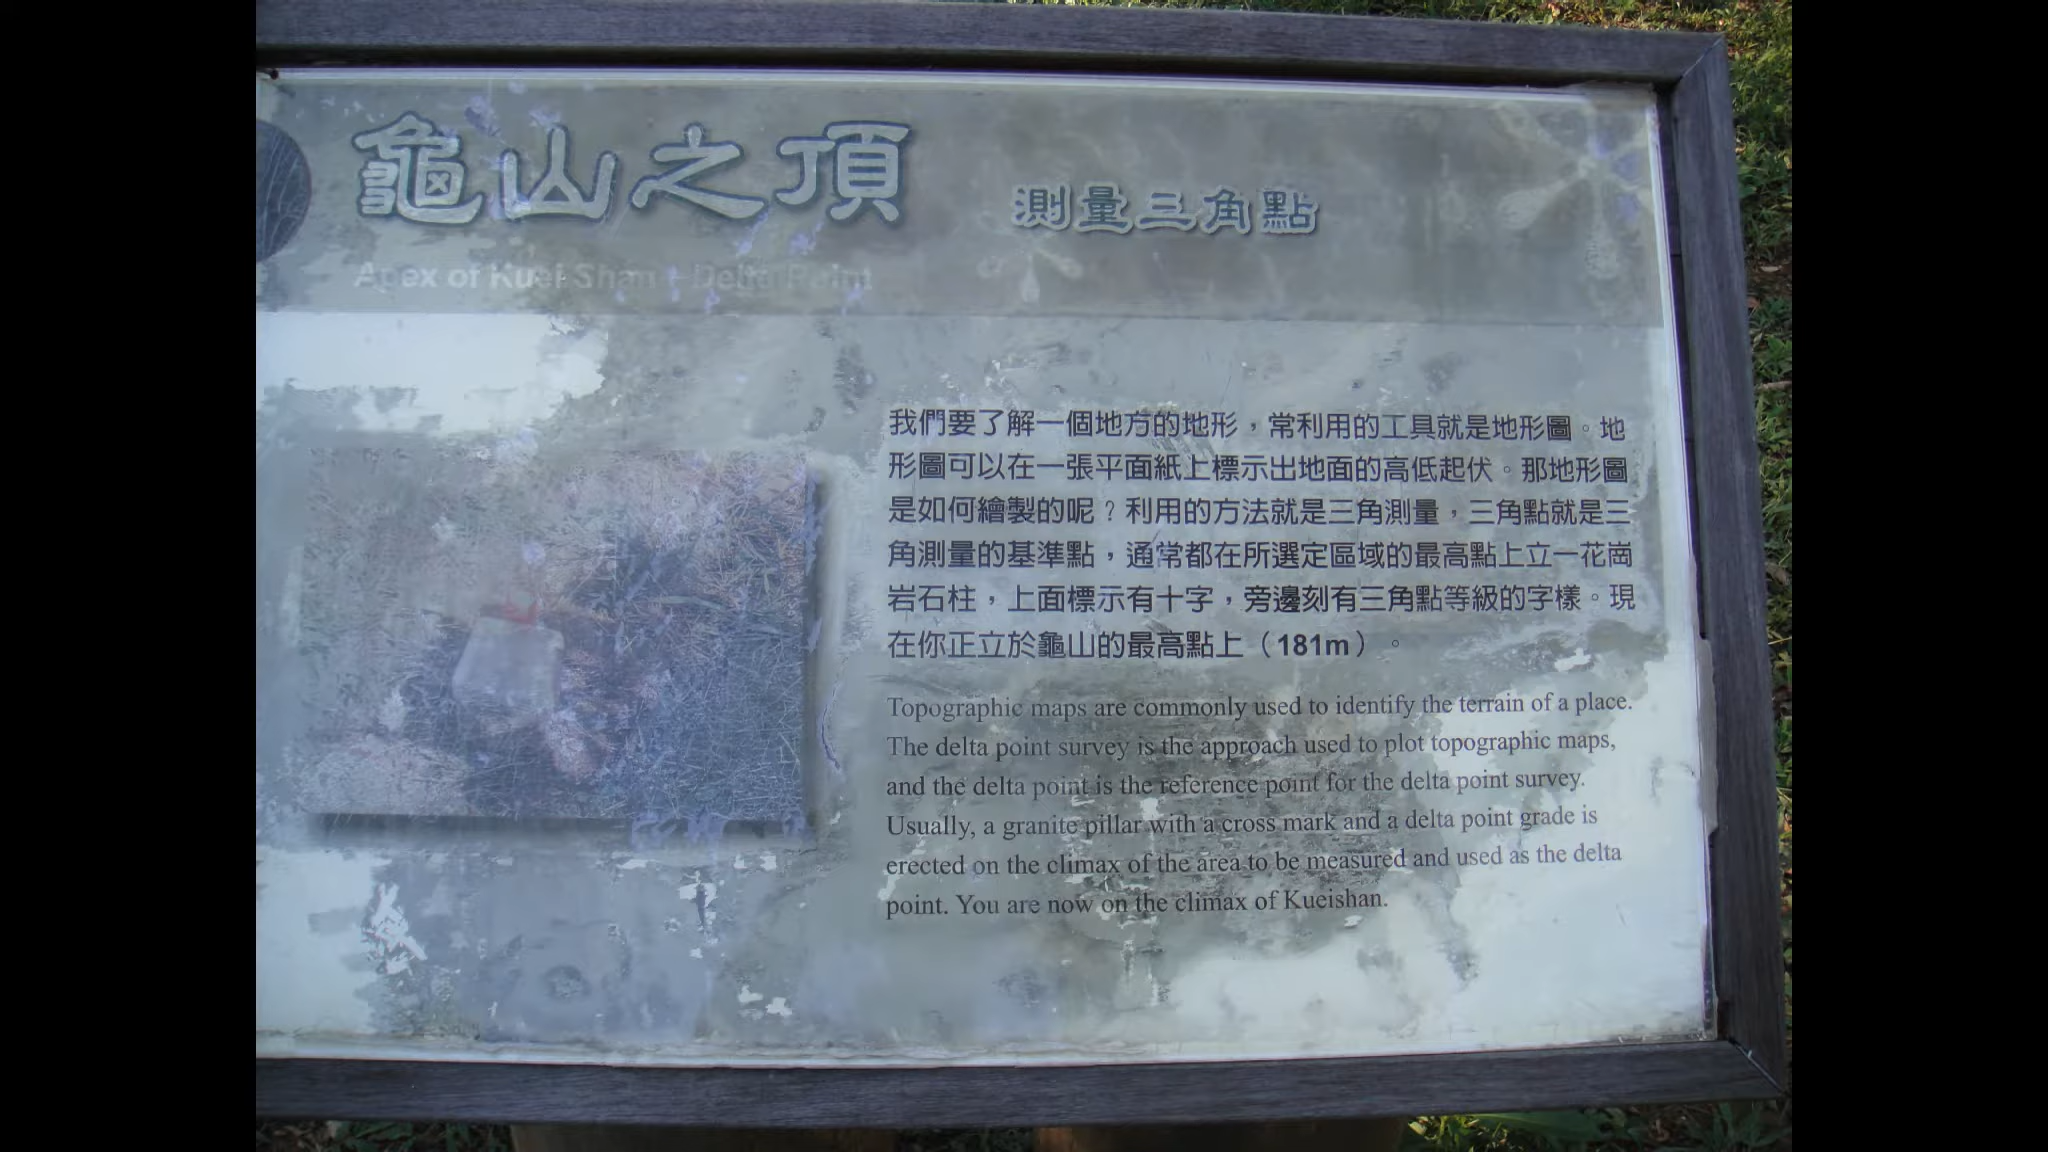 龜山之頂 測量三角點
Apex of Kuei Shan - Delta Point
我們要了解一個地方的地形，常利用的工具就是地形圖。地
形圖可以在一張平面紙上標示出地面的高低起伏。那地形圖
是如何繪製的呢？利用的方法就是三角測量，三角點就是三
角測量的基準點，通常都在所選定區域的最高點上立一花崗
岩石柱，上面標示有十字，旁邊刻有三角點等級的字樣。現
在你正立於龜山的最高點上（181m）。
Topographic maps are commonly used to identify the terrain of a place.
The delta point survey is the approach used to plot topographic maps,
and the delta point is the reference point for the delta point survey.
Usually, a granite pillar with a cross mark and a delta point grade is
erected on the climax of the area to be measured and used as the delta
point. You are now on the climax of Kueishan.